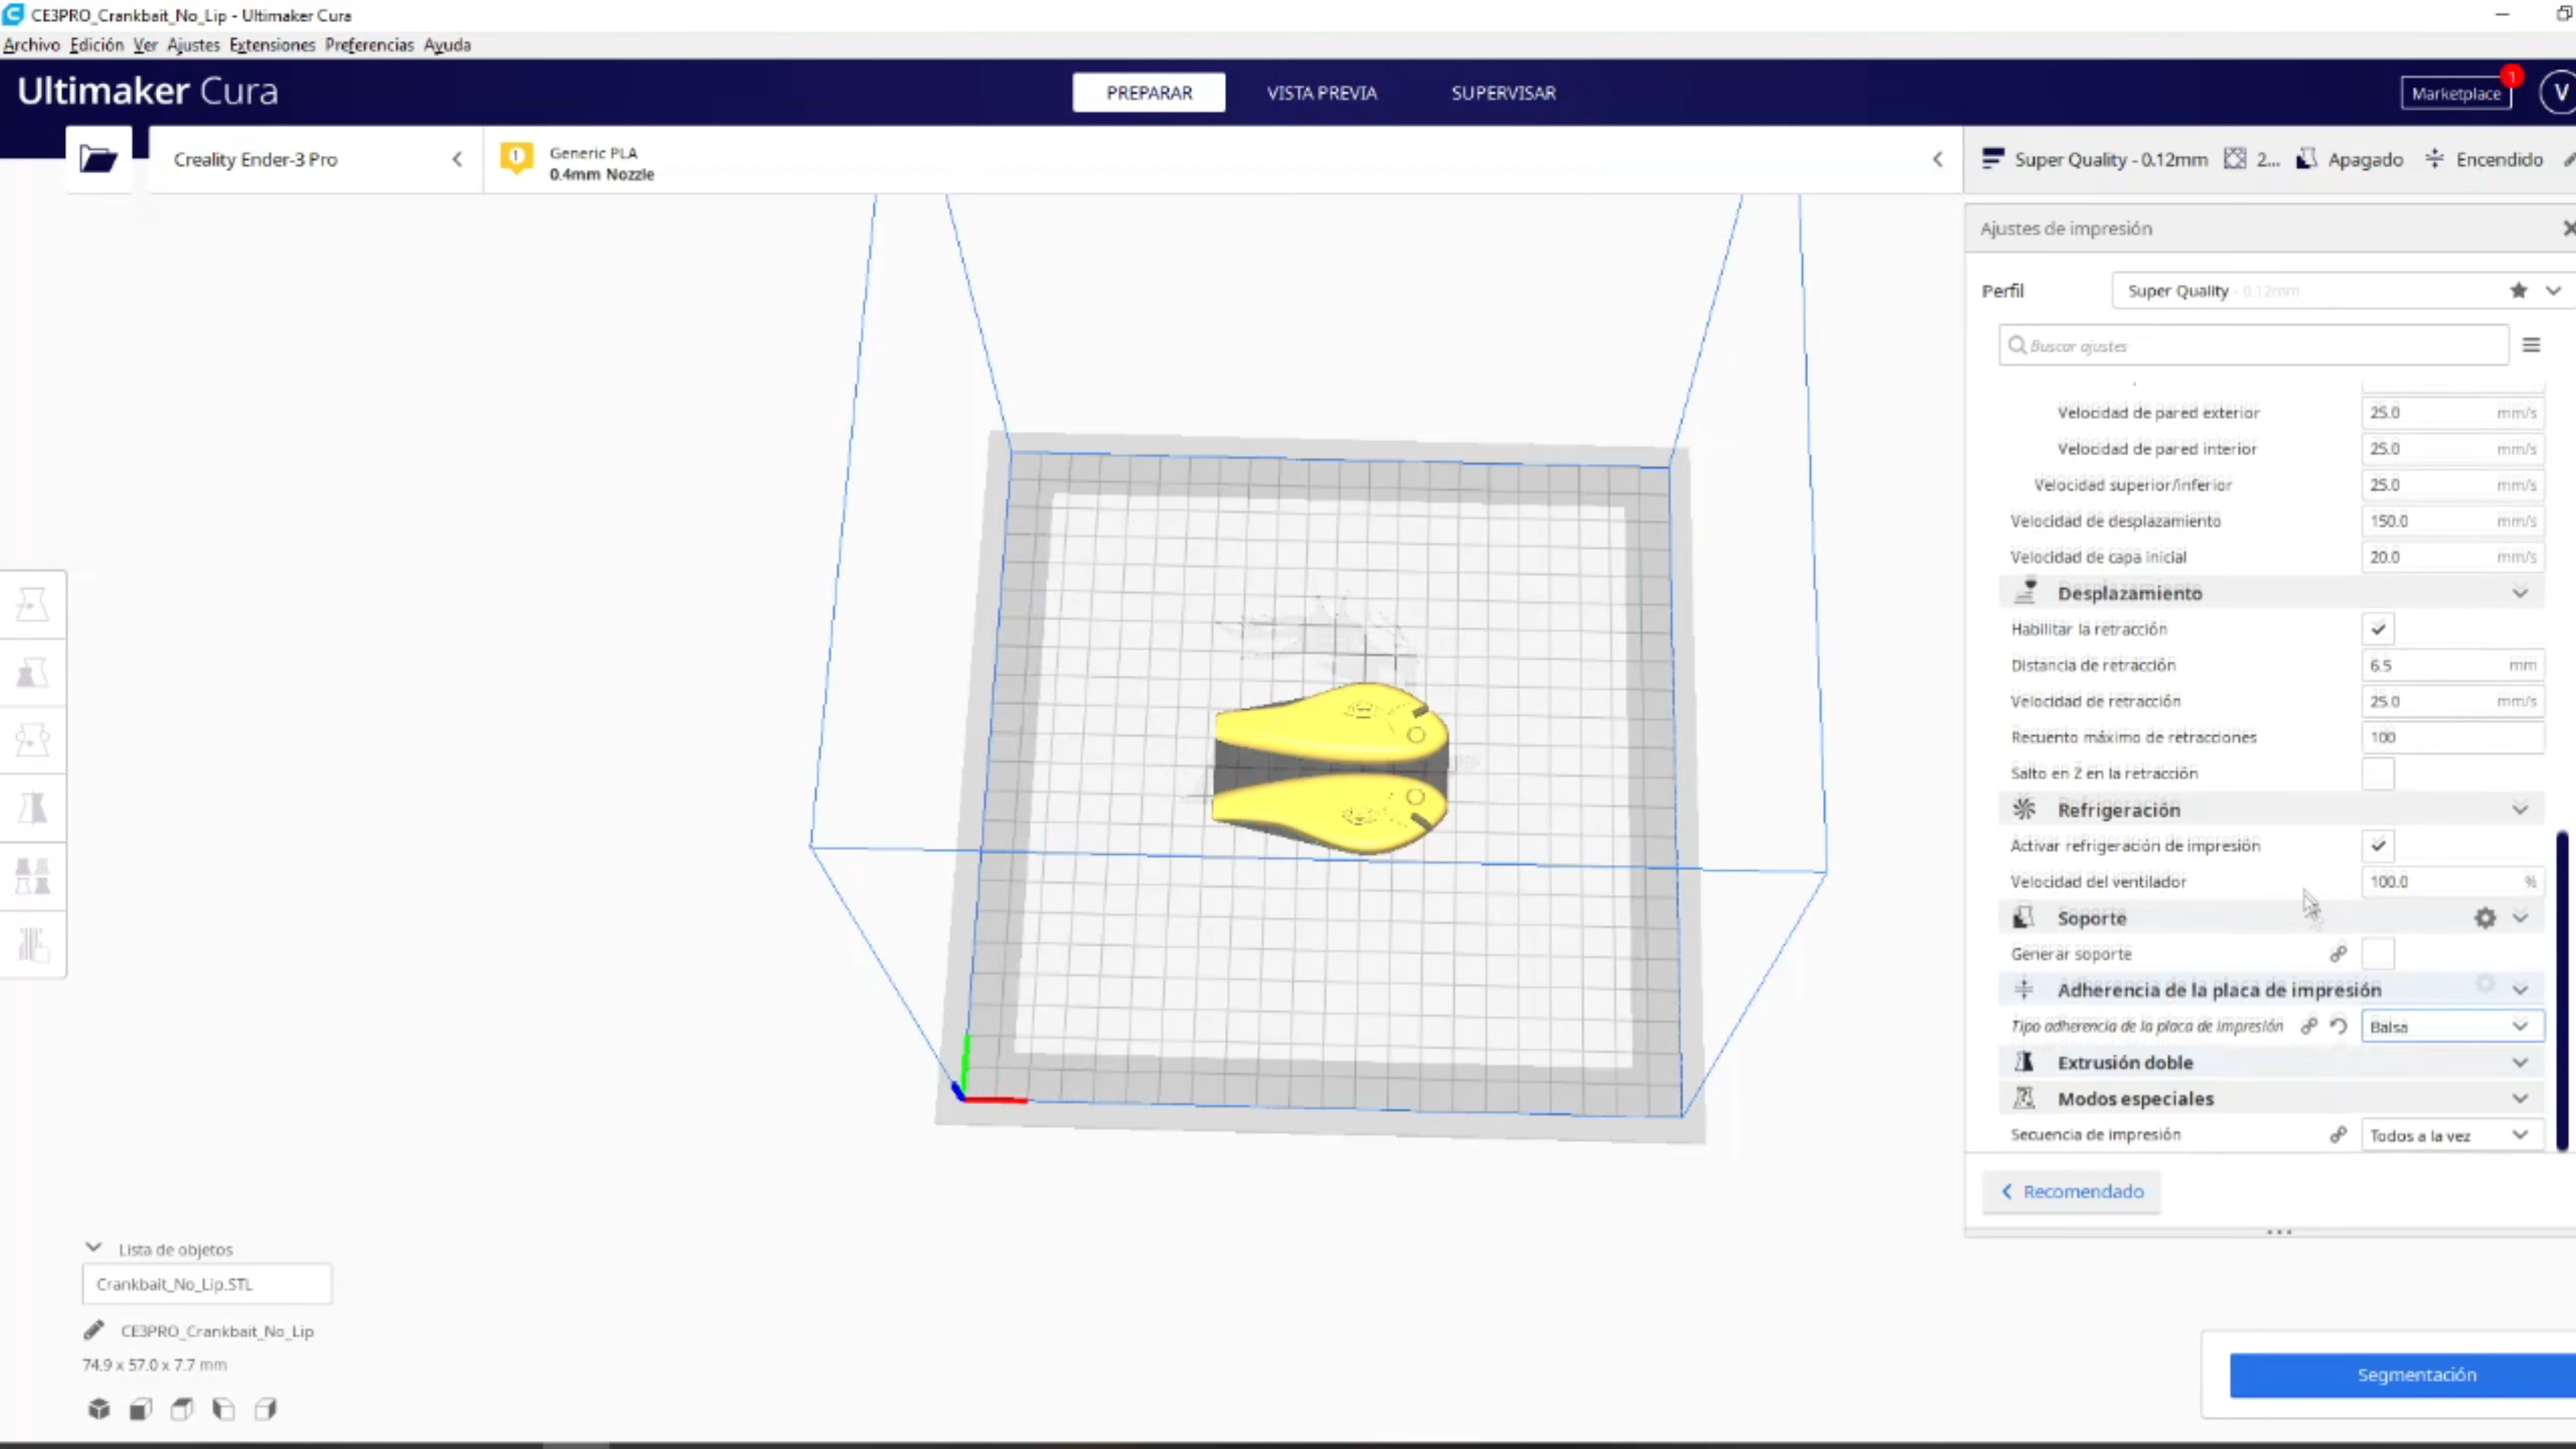 CE3PRO_Crankbait_No_Lip - Ultimaker Cura
Archivo Edición Ver Ajustes Extensiones Preferencias Ayuda
Ultimaker Cura
PREPARAR
VISTA PREVIA
SUPERVISAR
Marketplace
1
V
Creality Ender-3 Pro
1
Generic PLA
0.4mm Nozzle
Super Quality - 0.12mm
2...
Apagado
Encendido
Ajustes de impresión
Perfil
Super Quality - 0.12mm
Buscar ajustes
Velocidad de pared exterior 25.0 mm/s
Velocidad de pared interior 25.0 mm/s
Velocidad superior/inferior 25.0 mm/s
Velocidad de desplazamiento 150.0 mm/s
Velocidad de capa inicial 20.0 mm/s
Desplazamiento
Habilitar la retracción
Distancia de retracción 6.5 mm
Velocidad de retracción 25.0 mm/s
Recuento máximo de retracciones 100
Salto en Z en la retracción
Refrigeración
Activar refrigeración de impresión
Velocidad del ventilador 100.0 %
Soporte
Generar soporte
Adherencia de la placa de impresión
Tipo adherencia de la placa de impresión Balsa
Extrusión doble
Modos especiales
Secuencia de impresión Todos a la vez
Recomendado
Lista de objetos
Crankbait_No_Lip.STL
CE3PRO_Crankbait_No_Lip
74.9 x 57.0 x 7.7 mm
Segmentación